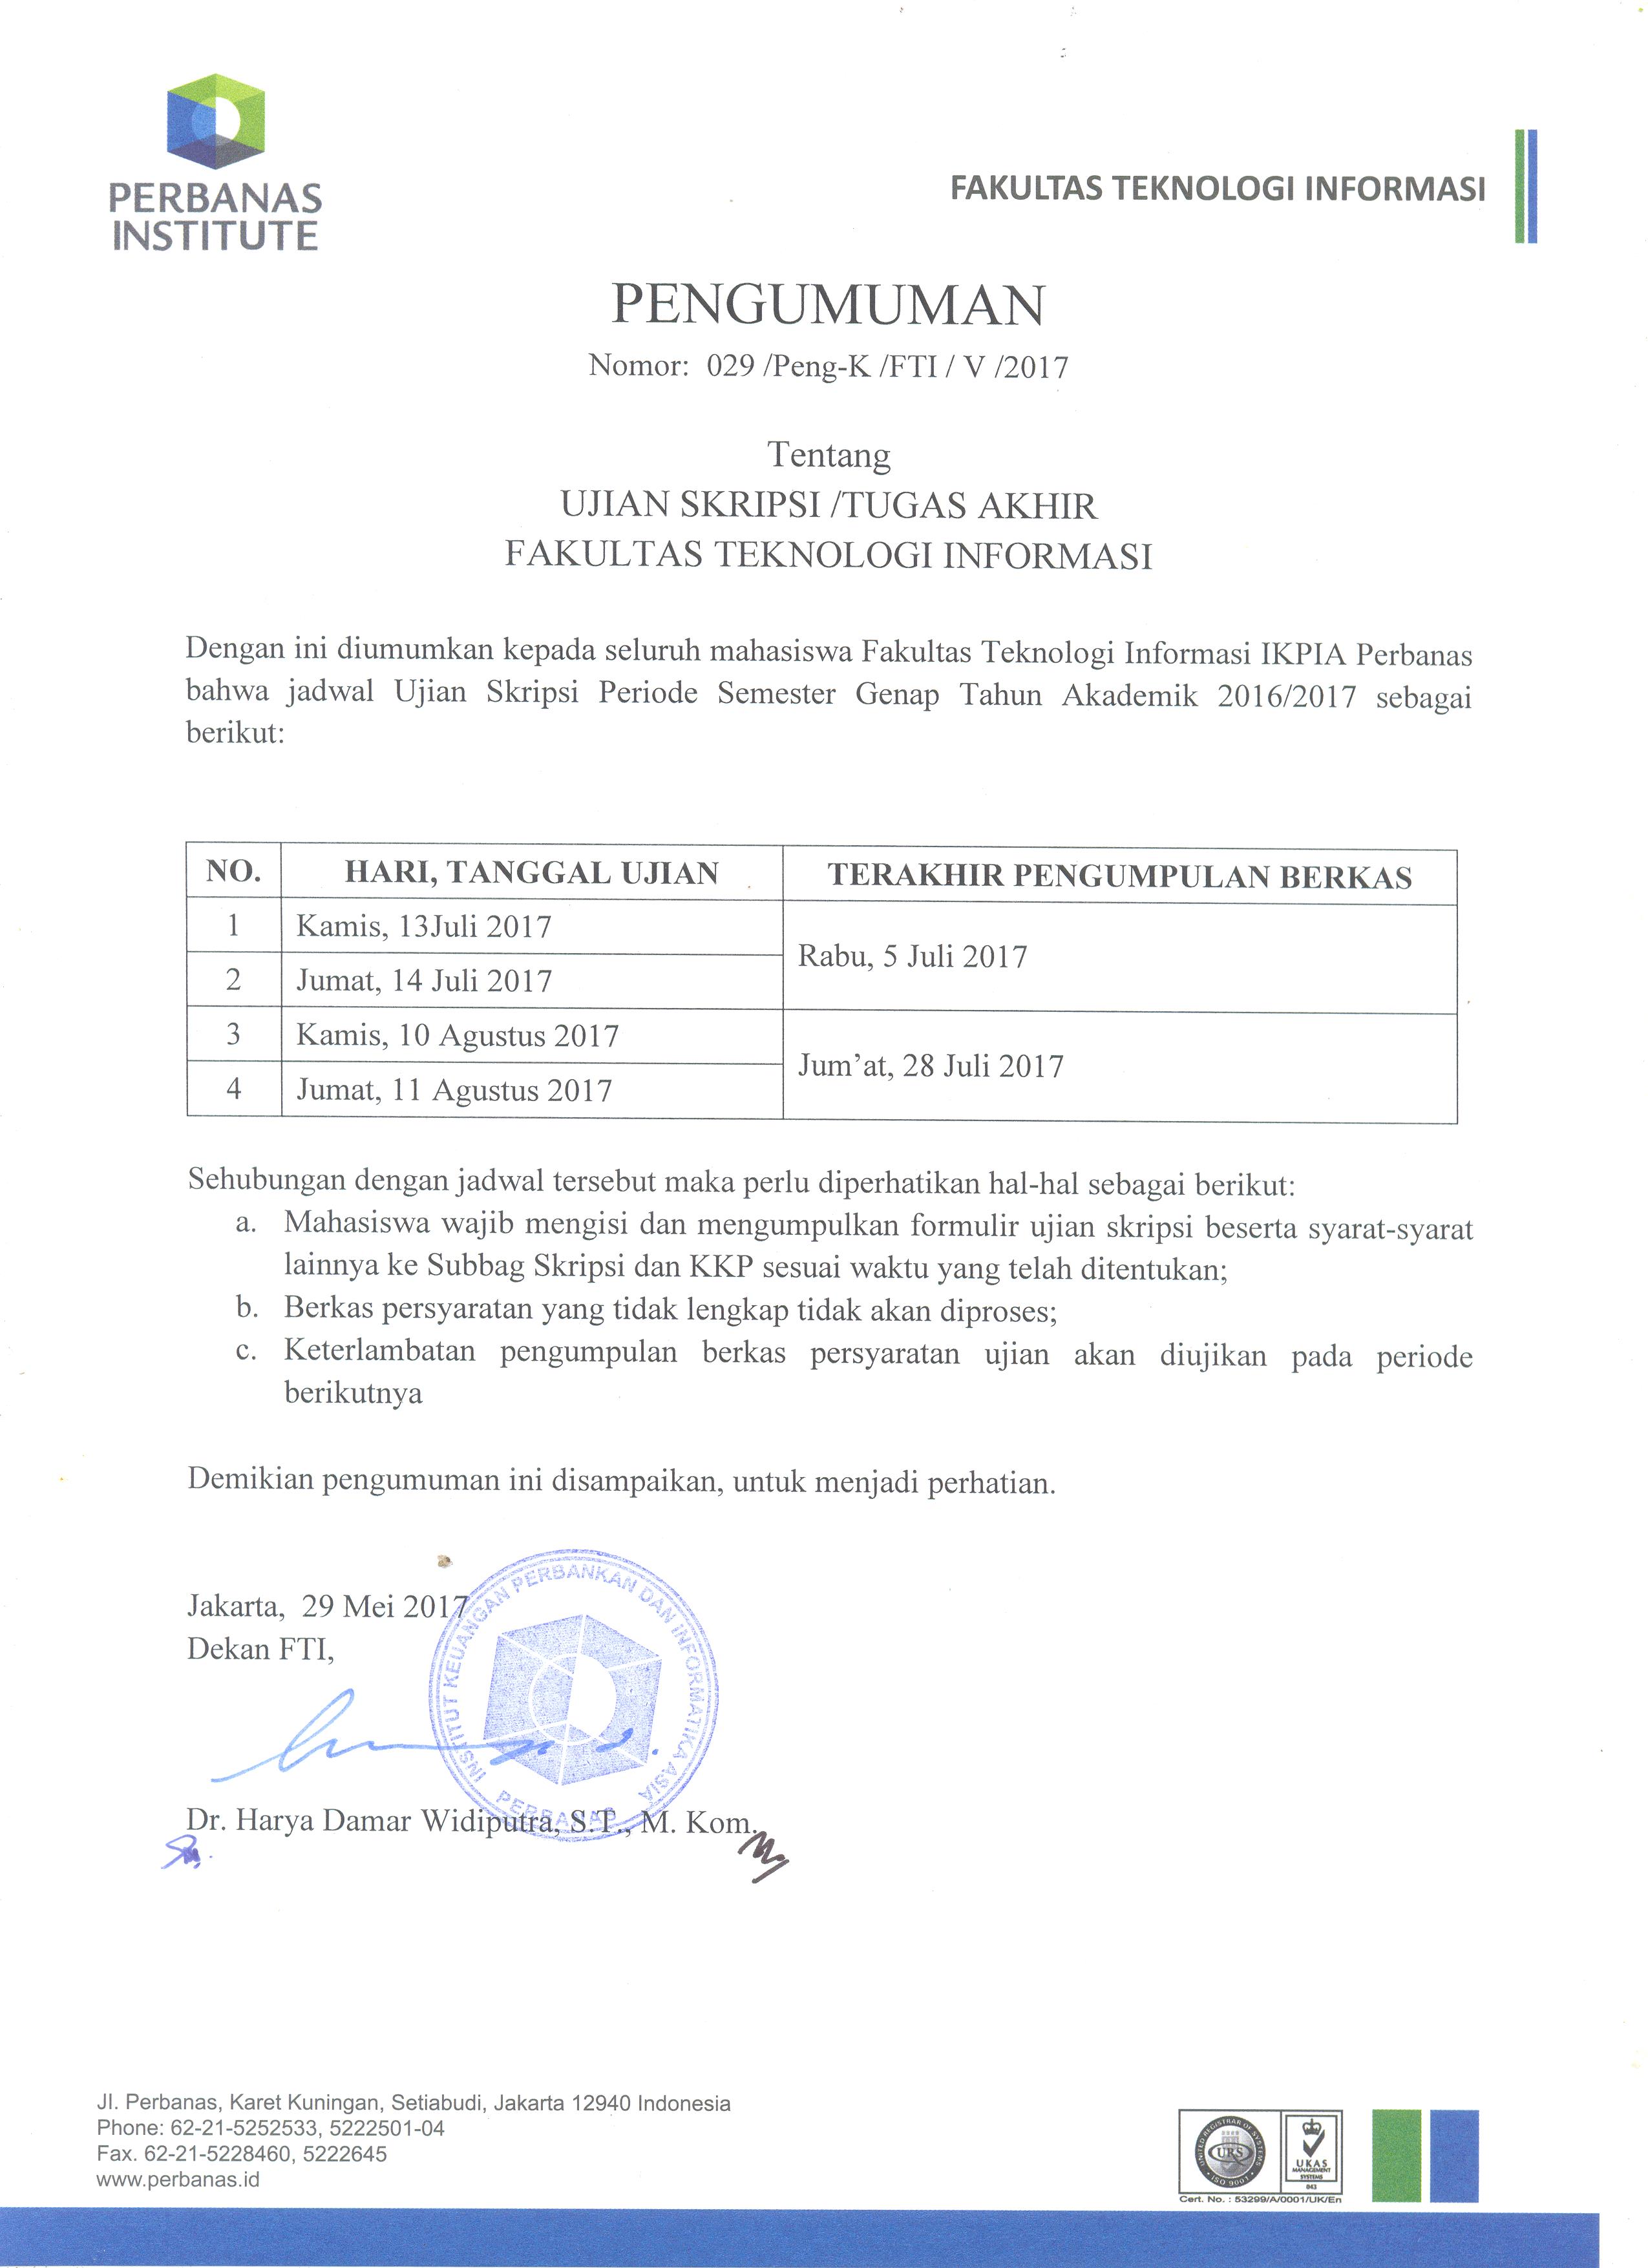 PERBANAS
INSTITUTE
FAKULTAS TEKNOLOGI INFORMASI
PENGUMUMAN
Nomor: 029 /Peng-K /FTI / V /2017
Tentang
UJIAN SKRIPSI /TUGAS AKHIR
FAKULTAS TEKNOLOGI INFORMASI
Dengan ini diumumkan kepada seluruh mahasiswa Fakultas Teknologi Informasi IKPIA Perbanas
bahwa jadwal Ujian Skripsi Periode Semester Genap Tahun Akademik 2016/2017 sebagai
berikut:
NO. HARI, TANGGAL UJIAN TERAKHIR PENGUMPULAN BERKAS
1 Kamis, 13Juli 2017
Rabu, 5 Juli 2017
2 Jumat, 14 Juli 2017
3 Kamis, 10 Agustus 2017
Jum’at, 28 Juli 2017
4 Jumat, 11 Agustus 2017
Sehubungan dengan jadwal tersebut maka perlu diperhatikan hal-hal sebagai berikut:
a. Mahasiswa wajib mengisi dan mengumpulkan formulir ujian skripsi beserta syarat-syarat
lainnya ke Subbag Skripsi dan KKP sesuai waktu yang telah ditentukan;
b. Berkas persyaratan yang tidak lengkap tidak akan diproses;
c. Keterlambatan pengumpulan berkas persyaratan ujian akan diujikan pada periode
berikutnya
Demikian pengumuman ini disampaikan, untuk menjadi perhatian.
Jakarta, 29 Mei 2017
Dekan FTI,
INSTITUT KEUANGAN PERBANKAN DAN INFORMATIKA ASIA
PERBANAS
Dr. Harya Damar Widiputra, S.T., M. Kom.
Jl. Perbanas, Karet Kuningan, Setiabudi, Jakarta 12940 Indonesia
Phone: 62-21-5252533, 5222501-04
Fax. 62-21-5228460, 5222645
www.perbanas.id
UNITED REGISTRAR OF SYSTEMS
URS
ISO 9001
UKAS
MANAGEMENT
SYSTEMS
043
Cert. No. : 53299/A/0001/UK/En